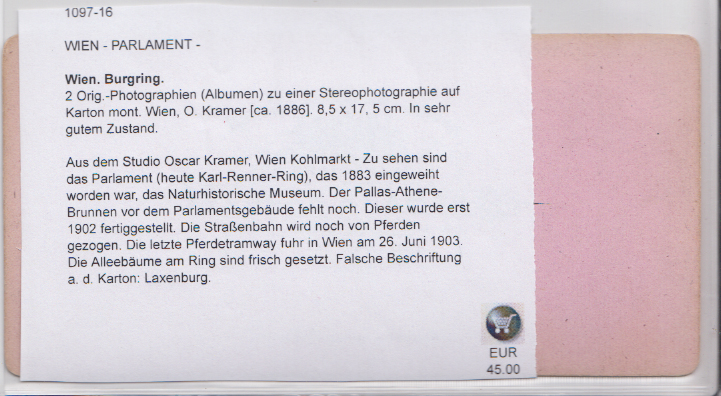 1097-16
WIEN - PARLAMENT -
Wien. Burgring.
2 Orig.-Photographien (Albumen) zu einer Stereophotographie auf
Karton mont. Wien, O. Kramer [ca. 1886]. 8,5 x 17, 5 cm. In sehr
gutem Zustand.
Aus dem Studio Oscar Kramer, Wien Kohlmarkt - Zu sehen sind
das Parlament (heute Karl-Renner-Ring), das 1883 eingeweiht
worden war, das Naturhistorische Museum. Der Pallas-Athene-
Brunnen vor dem Parlamentsgebäude fehlt noch. Dieser wurde erst
1902 fertiggestellt. Die Straßenbahn wird noch von Pferden
gezogen. Die letzte Pferdetramway fuhr in Wien am 26. Juni 1903.
Die Alleebäume am Ring sind frisch gesetzt. Falsche Beschriftung
a. d. Karton: Laxenburg.
EUR
45.00